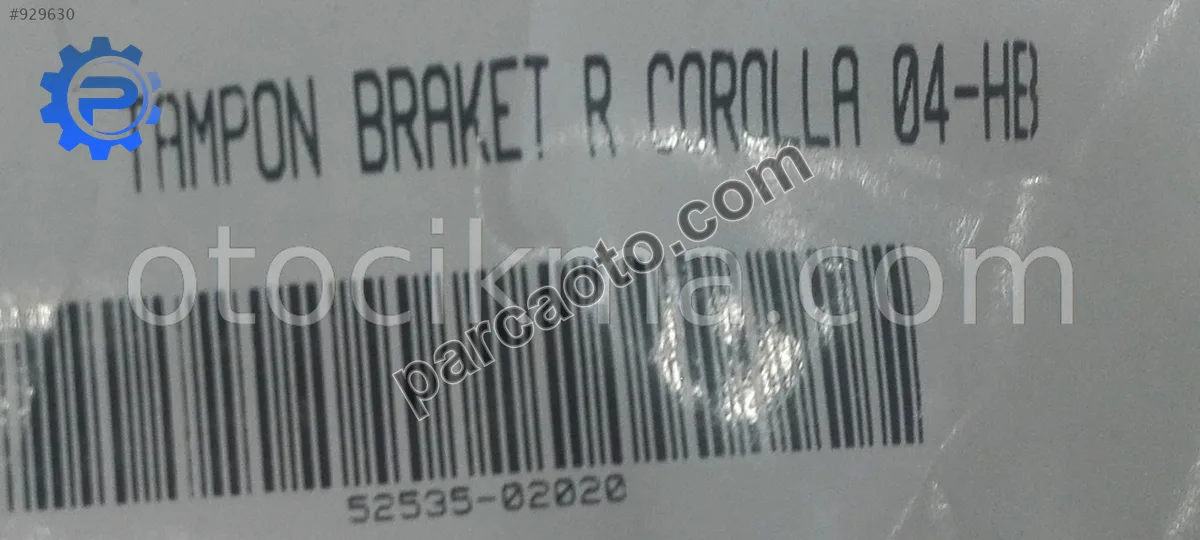 #929630
TAMPON BRAKET R COROLLA 04-HB
otocikma.com
parcaoto.com
52535-02020